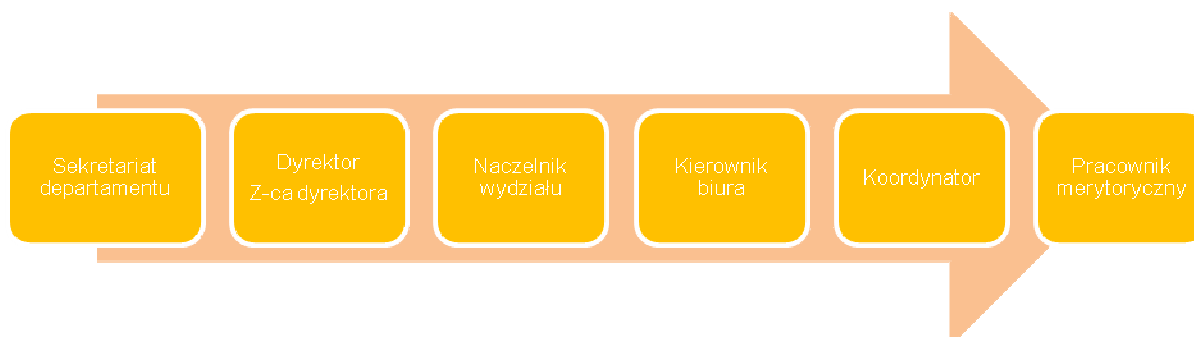 Sekretariat
departamentu
Dyrektor
Z-ca dyrektora
Naczelnik
wydziału
Kierownik
biura
Koordynator
Pracownik
merytoryczny